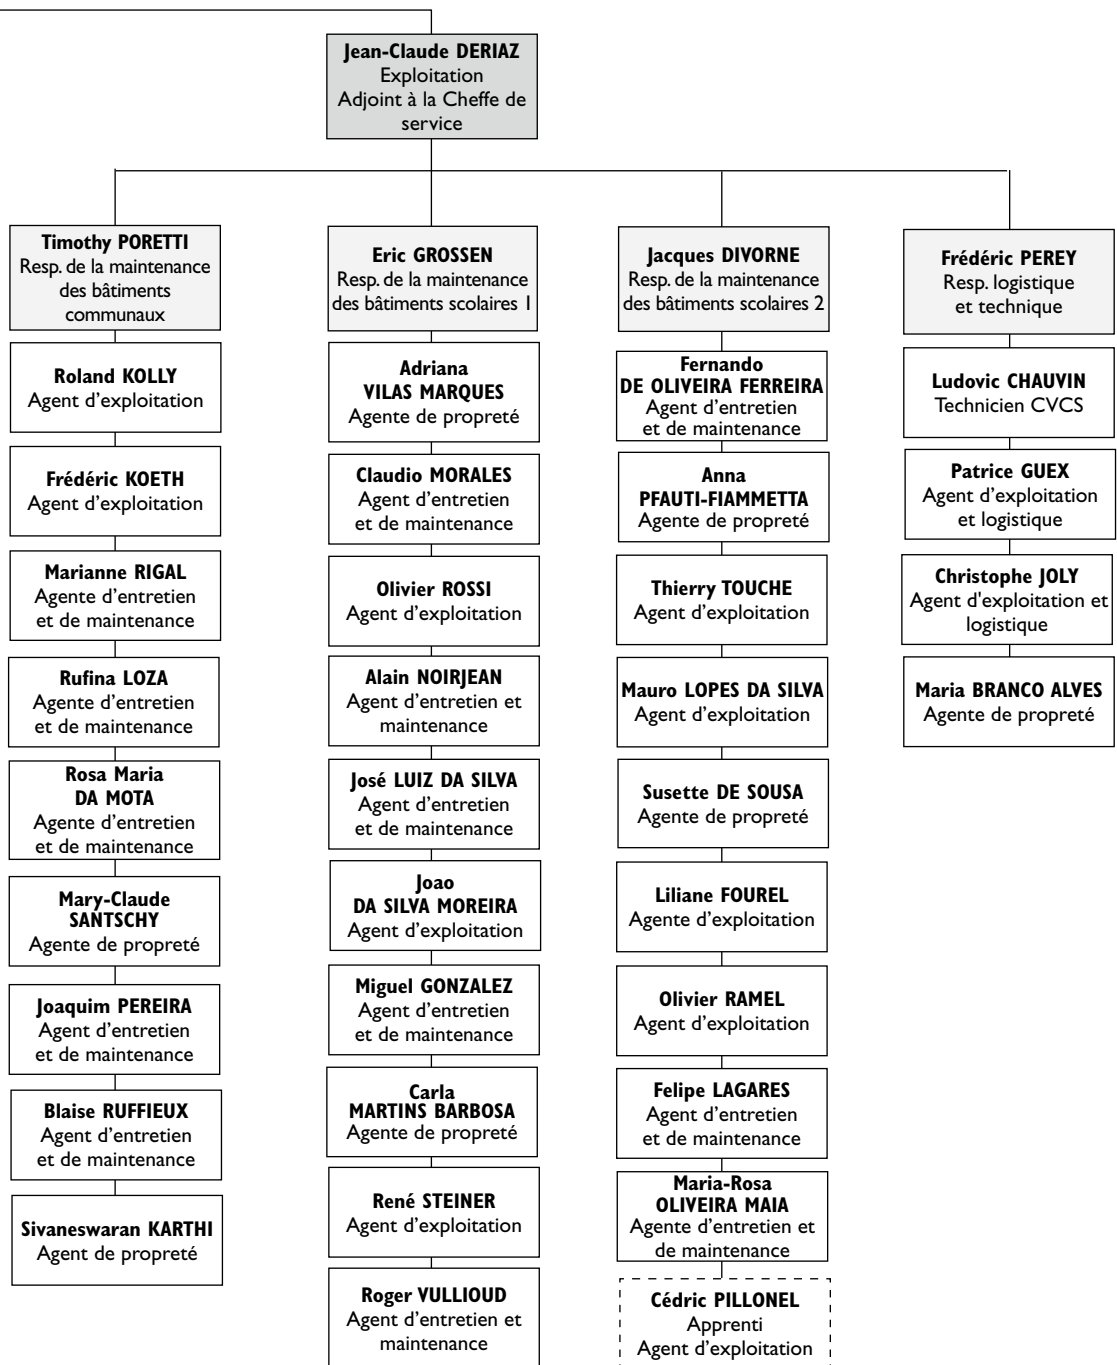 Jean-Claude DERIAZ
Exploitation
Adjoint à la Cheffe de
service
Timothy PORETTI
Resp. de la maintenance
des bâtiments
communaux
Roland KOLLY
Agent d’exploitation
Frédéric KOETH
Agent d’exploitation
Marianne RIGAL
Agente d’entretien
et de maintenance
Rufina LOZA
Agente d’entretien
et de maintenance
Rosa Maria
DA MOTA
Agente d’entretien
et de maintenance
Mary-Claude
SANTSCHY
Agente de propreté
Joaquim PEREIRA
Agent d’entretien
et de maintenance
Blaise RUFFIEUX
Agent d’entretien
et de maintenance
Sivaneswaran KARTHI
Agent de propreté
Eric GROSSEN
Resp. de la maintenance
des bâtiments scolaires 1
Adriana
VILAS MARQUES
Agente de propreté
Claudio MORALES
Agent d’entretien
et de maintenance
Olivier ROSSI
Agent d’exploitation
Alain NOIRJEAN
Agent d’entretien et
maintenance
José LUIZ DA SILVA
Agent d’entretien
et de maintenance
Joao
DA SILVA MOREIRA
Agent d’exploitation
Miguel GONZALEZ
Agent d’entretien
et de maintenance
Carla
MARTINS BARBOSA
Agente de propreté
René STEINER
Agent d’exploitation
Roger VULLIOUD
Agent d’entretien et
maintenance
Jacques DIVORNE
Resp. de la maintenance
des bâtiments scolaires 2
Fernando
DE OLIVEIRA FERREIRA
Agent d’entretien
et de maintenance
Anna
PFAUTI-FIAMMETTA
Agente de propreté
Thierry TOUCHE
Agent d’exploitation
Mauro LOPES DA SILVA
Agent d’exploitation
Susette DE SOUSA
Agente de propreté
Liliane FOUREL
Agente d’exploitation
Olivier RAMEL
Agent d’exploitation
Felipe LAGARES
Agent d’entretien
et de maintenance
Maria-Rosa
OLIVEIRA MAIA
Agente d’entretien et
de maintenance
Cédric PILLONEL
Apprenti
Agent d’exploitation
Frédéric PEREY
Resp. logistique
et technique
Ludovic CHAUVIN
Technicien CVCS
Patrice GUEX
Agent d’exploitation
et logistique
Christophe JOLY
Agent d'exploitation et
logistique
Maria BRANCO ALVES
Agente de propreté